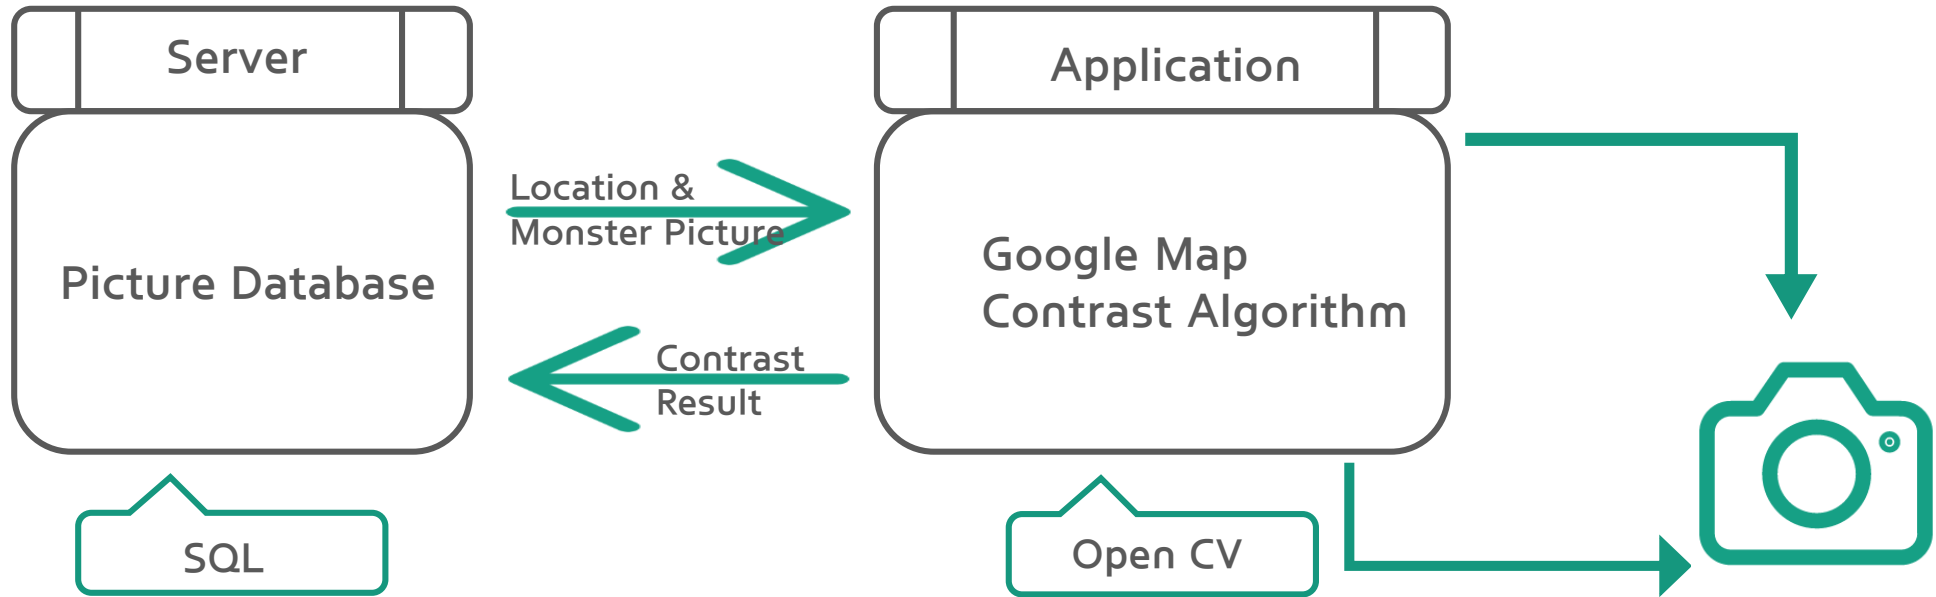 Server
Application
Location &
Monster Picture
Picture Database
Google Map
Contrast Algorithm
Contrast
Result
SQL
Open CV